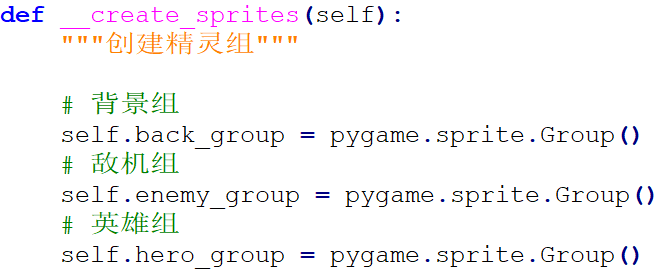 def __create_sprites(self):
    """创建精灵组"""
    # 背景组
    self.back_group = pygame.sprite.Group()
    # 敌机组
    self.enemy_group = pygame.sprite.Group()
    # 英雄组
    self.hero_group = pygame.sprite.Group()